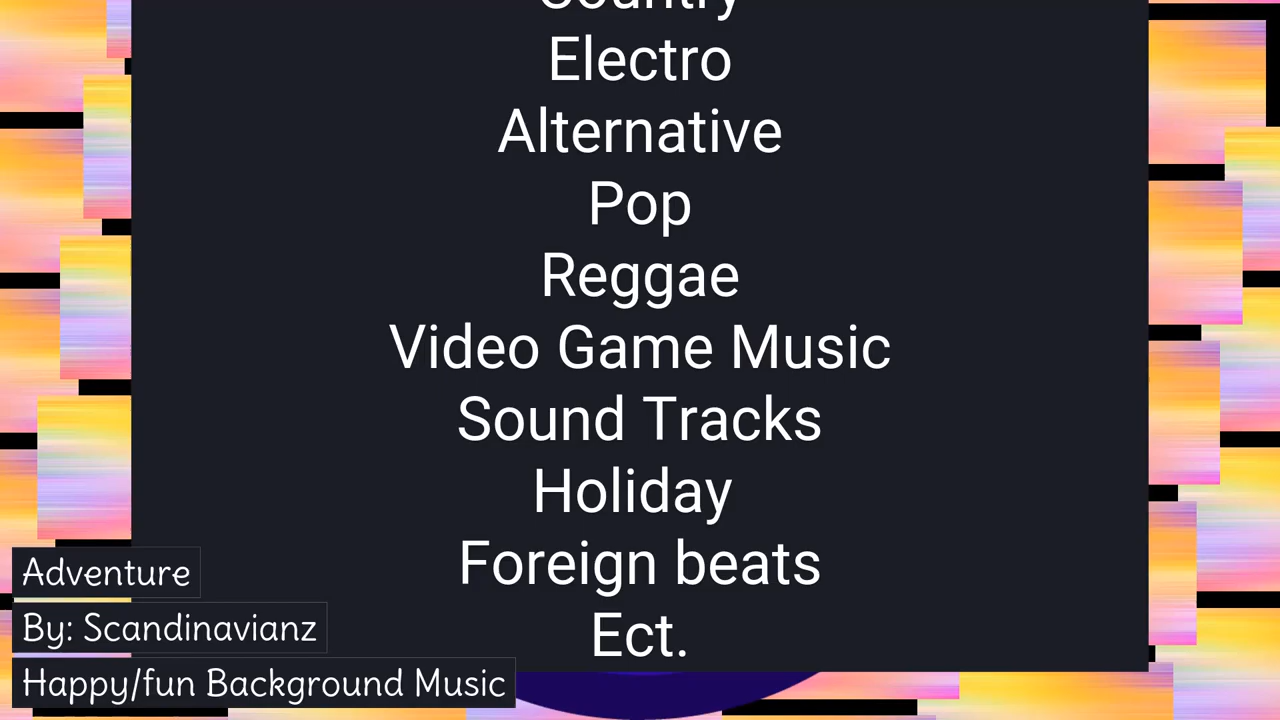 Country
Electro
Alternative
Pop
Reggae
Video Game Music
Sound Tracks
Holiday
Foreign beats
Ect.
Adventure
By: Scandinavianz
Happy/fun Background Music